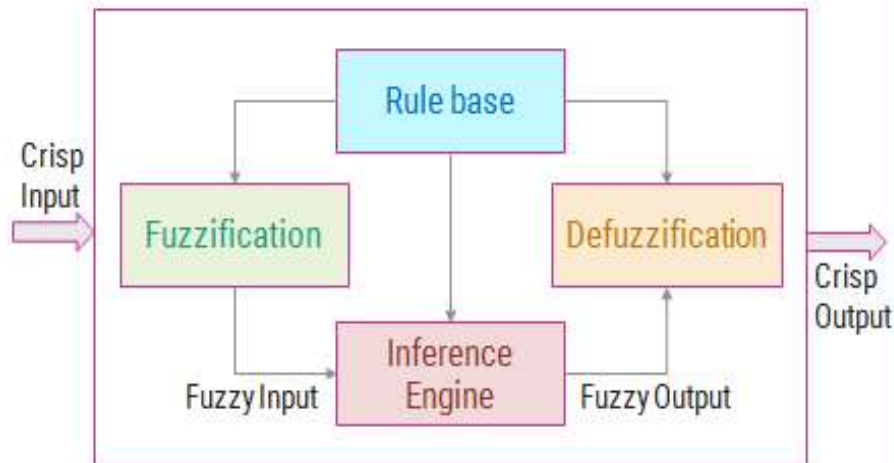 Rule base
Crisp
Input
Fuzzification
Defuzzification
Crisp
Output
Inference
Engine
Fuzzy Input
Fuzzy Output